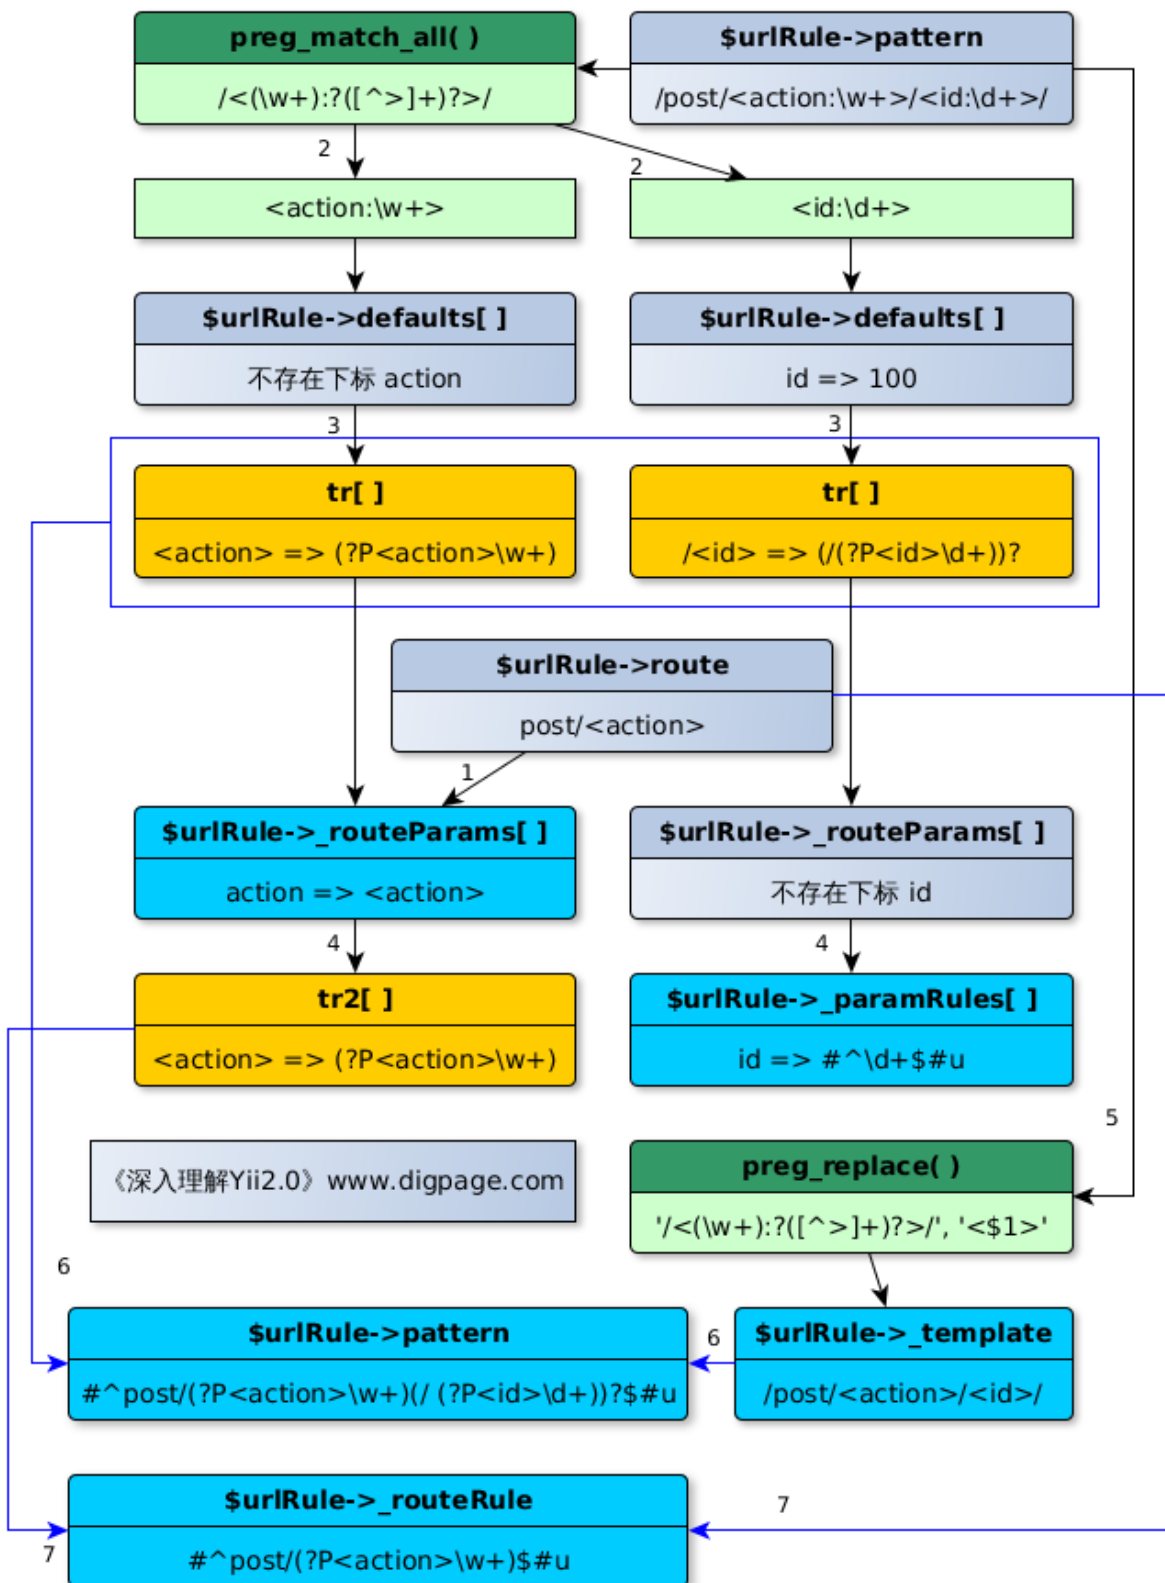 preg_match_all( )
$urlRule->pattern
/<(\w+):?([^>]+)?>/
/post/<action:\w+>/<id:\d+>/
2
2
<action:\w+>
<id:\d+>
$urlRule->defaults[ ]
$urlRule->defaults[ ]
不存在下标 action
id => 100
3
3
tr[ ]
tr[ ]
<action> => (?P<action>\w+)
/<id> => (/(?P<id>\d+))?
$urlRule->route
post/<action>
1
$urlRule->_routeParams[ ]
$urlRule->_routeParams[ ]
action => <action>
不存在下标 id
4
4
tr2[ ]
$urlRule->_paramRules[ ]
<action> => (?P<action>\w+)
id => #^\d+$#u
5
preg_replace( )
《深入理解Yii2.0》www.digpage.com
'/<(\w+):?([^>]+)?>/', '<$1>'
6
$urlRule->pattern
6
$urlRule->_template
#^post/(?P<action>\w+)(/ (?P<id>\d+))?$#u
/post/<action>/<id>/
$urlRule->_routeRule
7
7
#^post/(?P<action>\w+)$#u